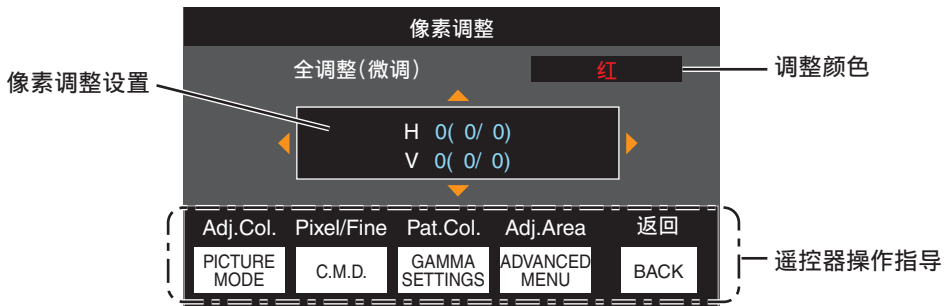 像素调整
全调整（微调） 红
调整颜色
像素调整设置
H 0( 0/ 0)
V 0( 0/ 0)
Adj.Col. Pixel/Fine Pat.Col. Adj.Area 返回
PICTURE MODE C.M.D. GAMMA SETTINGS ADVANCED MENU BACK
遥控器操作指导